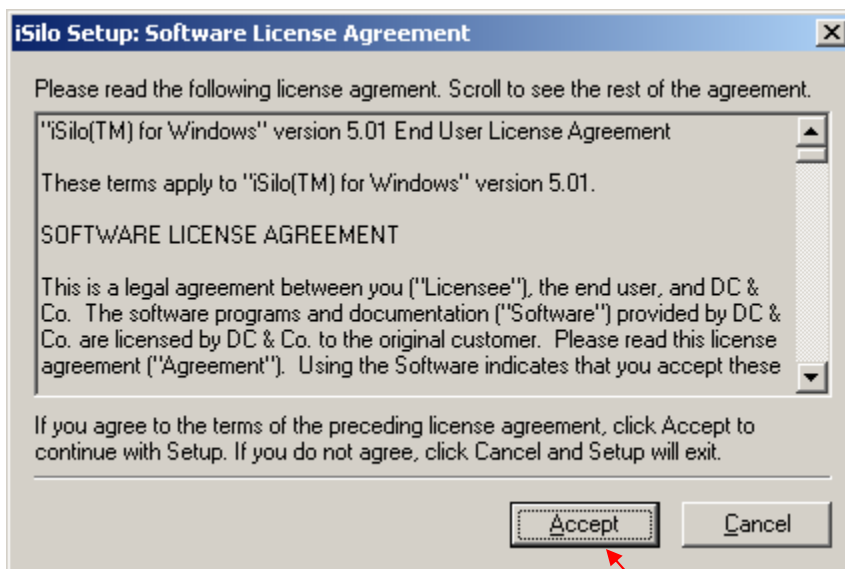 iSilo Setup: Software License Agreement
Please read the following license agrement. Scroll to see the rest of the agreement.
"iSilo(TM) for Windows" version 5.01 End User License Agreement
These terms apply to "iSilo(TM) for Windows" version 5.01.
SOFTWARE LICENSE AGREEMENT
This is a legal agreement between you ("Licensee"), the end user, and DC &
Co.  The software programs and documentation ("Software") provided by DC &
Co. are licensed by DC & Co. to the original customer.  Please read this license
agreement ("Agreement").  Using the Software indicates that you accept these
If you agree to the terms of the preceding license agreement, click Accept to
continue with Setup. If you do not agree, click Cancel and Setup will exit.
Accept Cancel